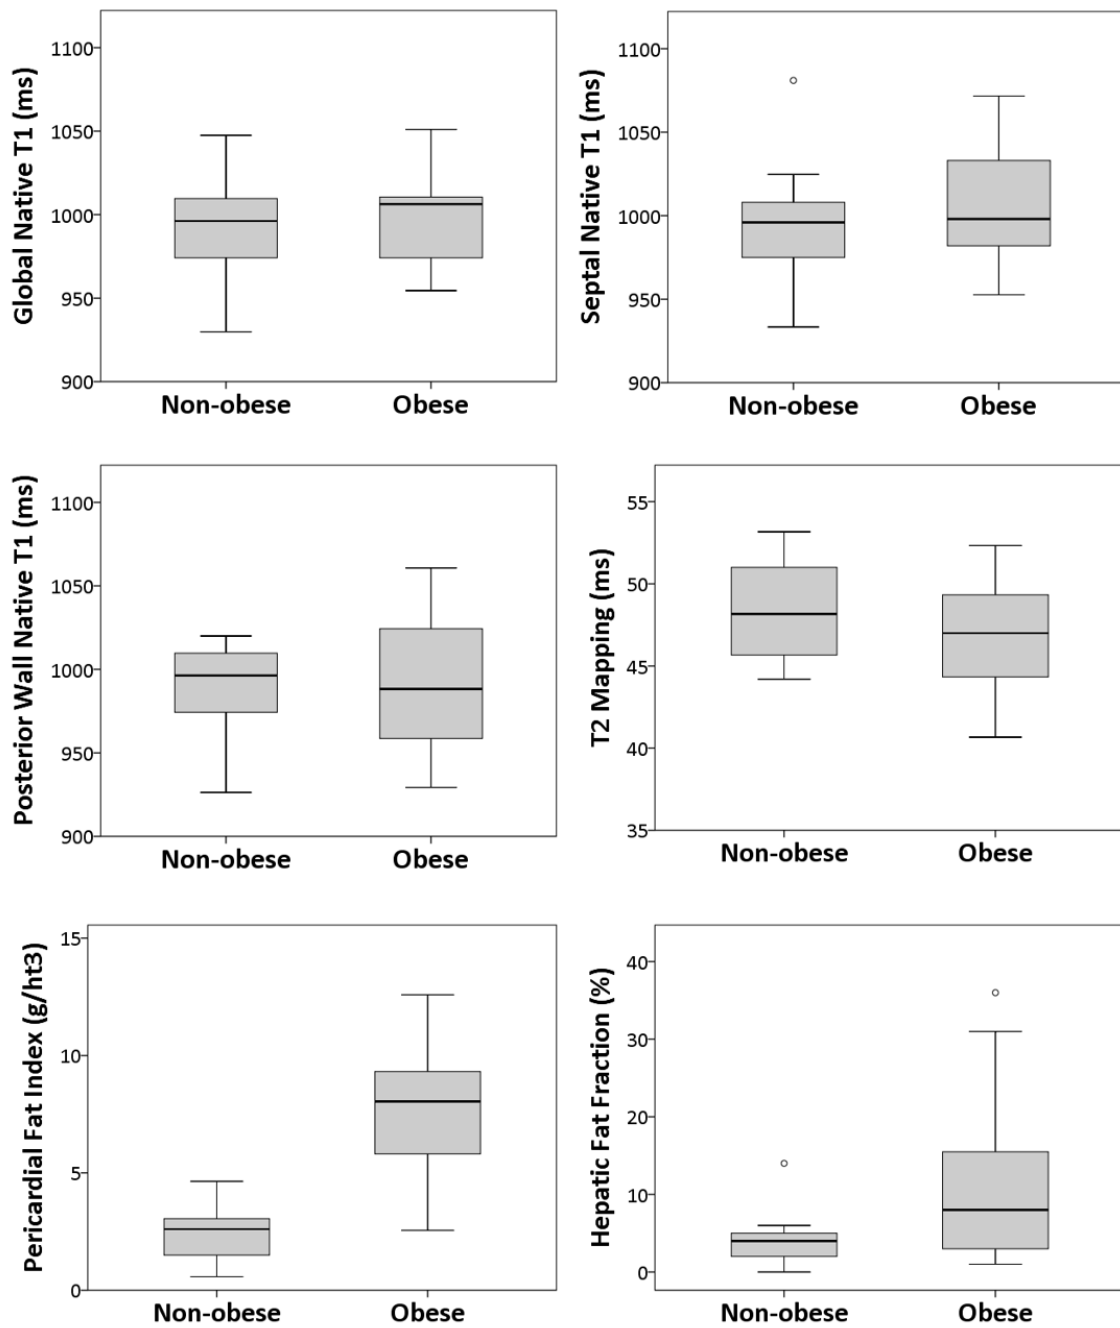 Global Native T1 (ms)
1100
1050
1000
950
900
Non-obese
Obese
Septal Native T1 (ms)
1100
1050
1000
950
900
Non-obese
Obese
Posterior Wall Native T1 (ms)
1100
1050
1000
950
900
Non-obese
Obese
T2 Mapping (ms)
55
50
45
40
35
Non-obese
Obese
Pericardial Fat Index (g/ht3)
15
10
5
0
Non-obese
Obese
Hepatic Fat Fraction (%)
40
30
20
10
0
Non-obese
Obese